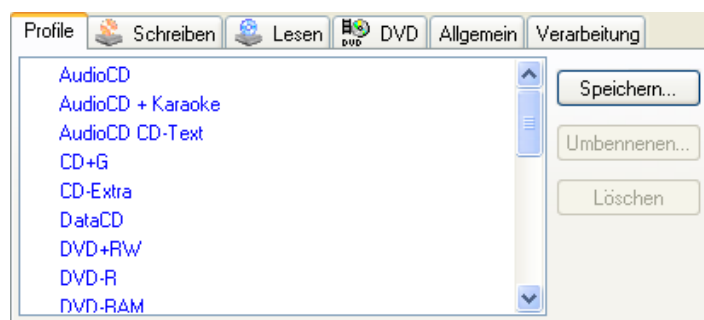 Profile Schreiben Lesen DVD DVD Allgemein Verarbeitung
AudioCD
AudioCD + Karaoke
AudioCD CD-Text
CD+G
CD-Extra
DataCD
DVD+RW
DVD-R
DVD-RAM
Speichern...
Umbennenen...
Löschen